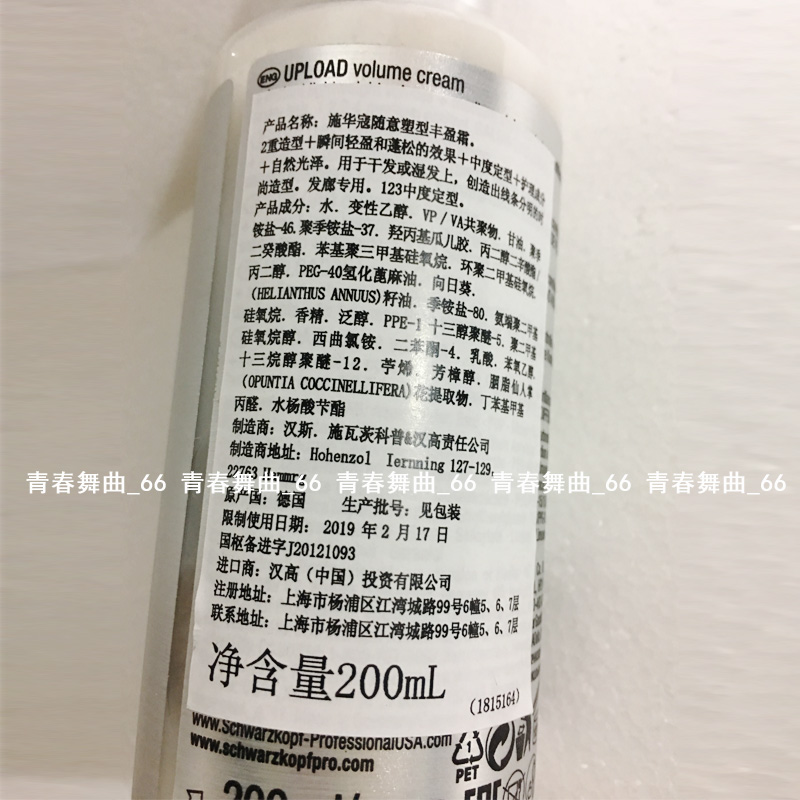 ENG UPLOAD volume cream
产品名称：施华寇随意塑型丰盈霜。
2重造型＋瞬间轻盈和蓬松的效果＋中度定型＋护理成分
＋自然光泽。用于干发或湿发上，创造出线条分明的时
尚造型。发廊专用。123中度定型。
产品成分：水．变性乙醇．VP／VA共聚物．甘油．聚季
铵盐-46.聚季铵盐-37．羟丙基瓜儿胶．丙二醇二辛酸酯／
二癸酸酯．苯基聚三甲基硅氧烷．环聚二甲基硅氧烷．
丙二醇．PEG-40氢化蓖麻油．向日葵．
(HELIANTHUS ANNUUS)籽油．季铵盐-80．氨端聚二甲基
硅氧烷．香精．泛醇．PPE-1 十三醇聚醚-5．聚二甲基
硅氧烷醇．西曲氯铵．二苯酮-4．乳酸．苯氧乙醇．
十三烷醇聚醚-12．苧烯．芳樟醇．胭脂仙人掌
(OPUNTIA COCCINELLIFERA)花提取物．丁苯基甲基
丙醛．水杨酸苄酯
制造商：汉斯．施瓦茨科普&汉高责任公司
制造商地址：Hohenzol Iernning 127-129,
22763
青春舞曲_66 青春舞曲_66 青春舞曲_66 青春舞曲_66 青春舞曲_66
原产国：德国 生产批号：见包装
限制使用日期：2019 年 2 月 17 日
国枢备进字J20121093
进口商：汉高（中国）投资有限公司
注册地址：上海市杨浦区江湾城路99号6幢5、6、7层
联系地址：上海市杨浦区江湾城路99号6幢5、6、7层
净含量200mL
(1815164)
www.Schwarzkopf-ProfessionalUSA.com
www.schwarzkopfpro.com
1
PET